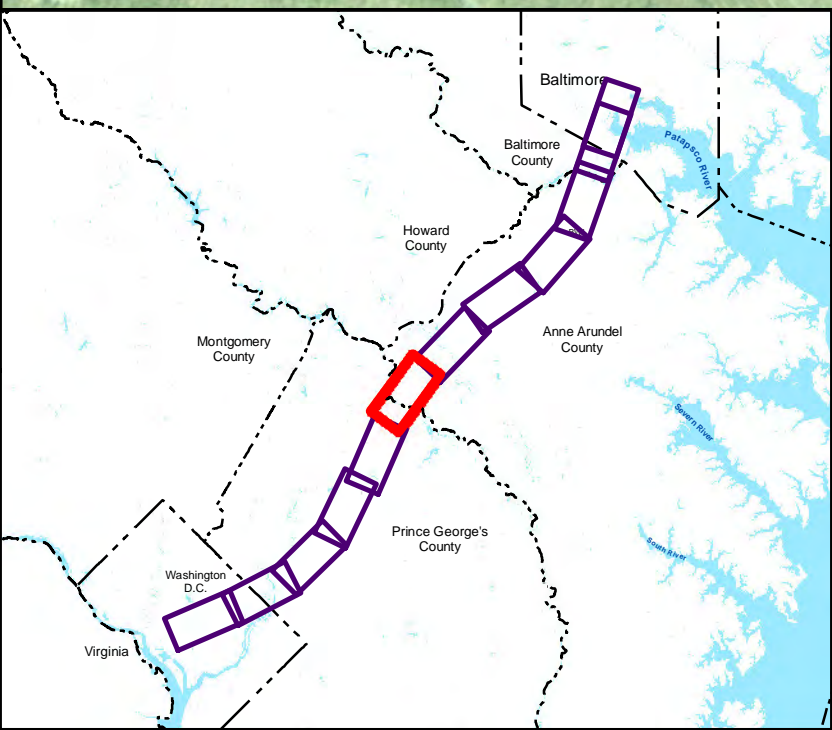 Baltimore
Patapsco River
Baltimore
County
Howard
County
Anne Arundel
County
Montgomery
County
Severn River
Prince George's
County
South River
Washington
D.C.
Virginia